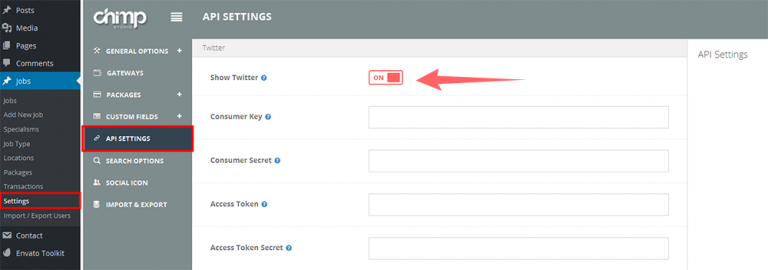 Posts
Media
Pages
Comments
Jobs
Jobs
Add New Job
Specialisms
Job Type
Locations
Packages
Transactions
Settings
Import / Export Users
Contact
Envato Toolkit
chimp
STUDIO
GENERAL OPTIONS +
GATEWAYS
PACKAGES +
CUSTOM FIELDS +
API SETTINGS
SEARCH OPTIONS
SOCIAL ICON
IMPORT & EXPORT
API SETTINGS
Twitter
Show Twitter ?
ON
Consumer Key ?
Consumer Secret ?
Access Token ?
Access Token Secret ?
API Settings